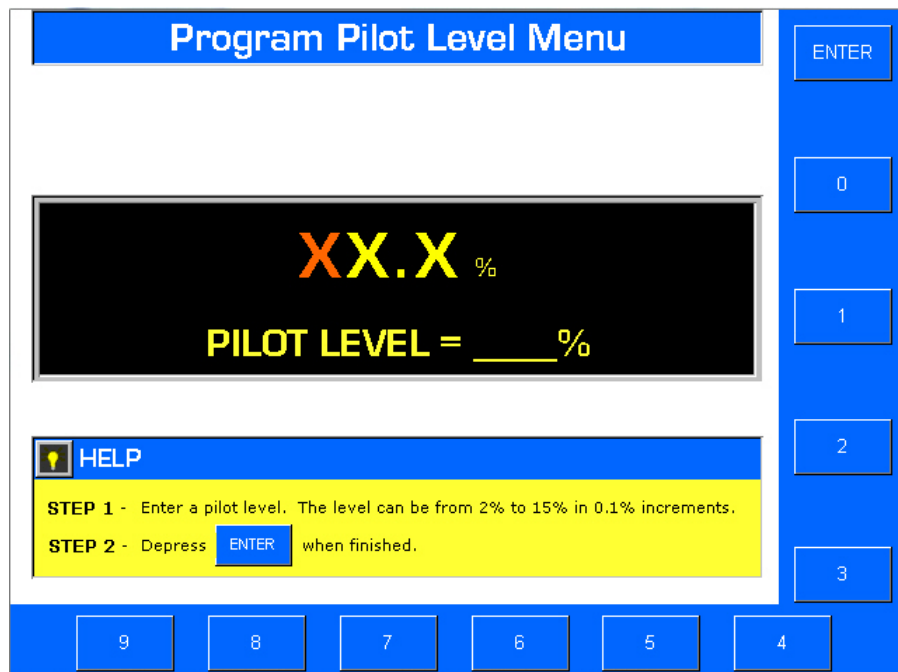 Program Pilot Level Menu
ENTER
0
XX.X %
1
PILOT LEVEL = ____%
2
HELP
STEP 1 - Enter a pilot level. The level can be from 2% to 15% in 0.1% increments.
STEP 2 - Depress ENTER when finished.
3
9 8 7 6 5 4